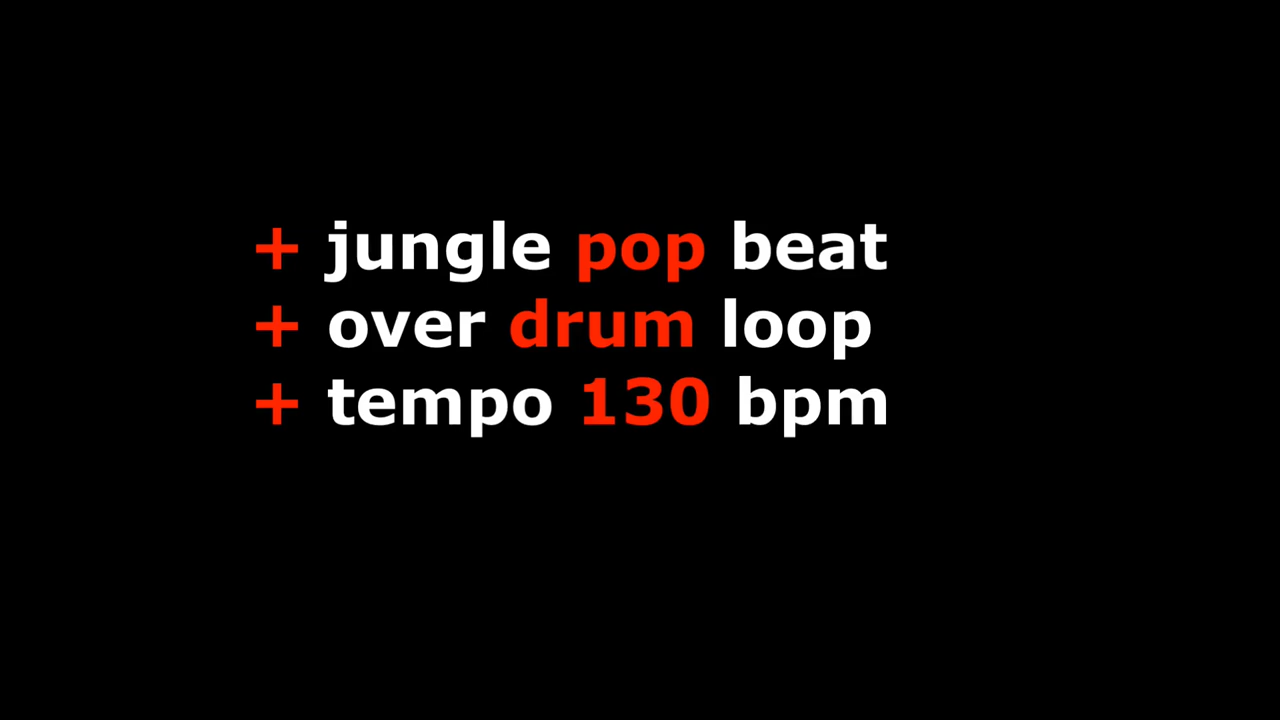 + jungle pop beat
+ over drum loop
+ tempo 130 bpm